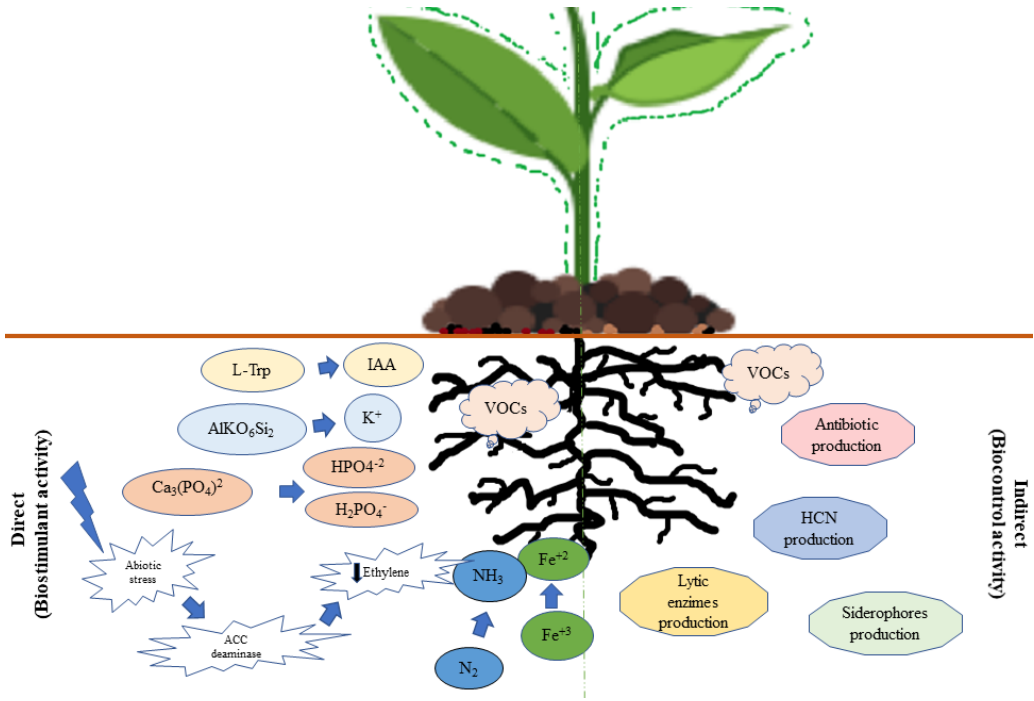 L-Trp
IAA
VOCs
VOCs
AlKO₆Si₂
K⁺
Antibiotic
production
HPO4⁻²
Ca₃(PO₄)²
H₂PO₄⁻
Direct
(Biostimulant activity)
Indirect
(Biocontrol activity)
HCN
production
Abiotic
stress
Ethylene
NH₃
Fe⁺²
Lytic
enzimes
production
Siderophores
production
ACC
deaminase
Fe⁺³
N₂